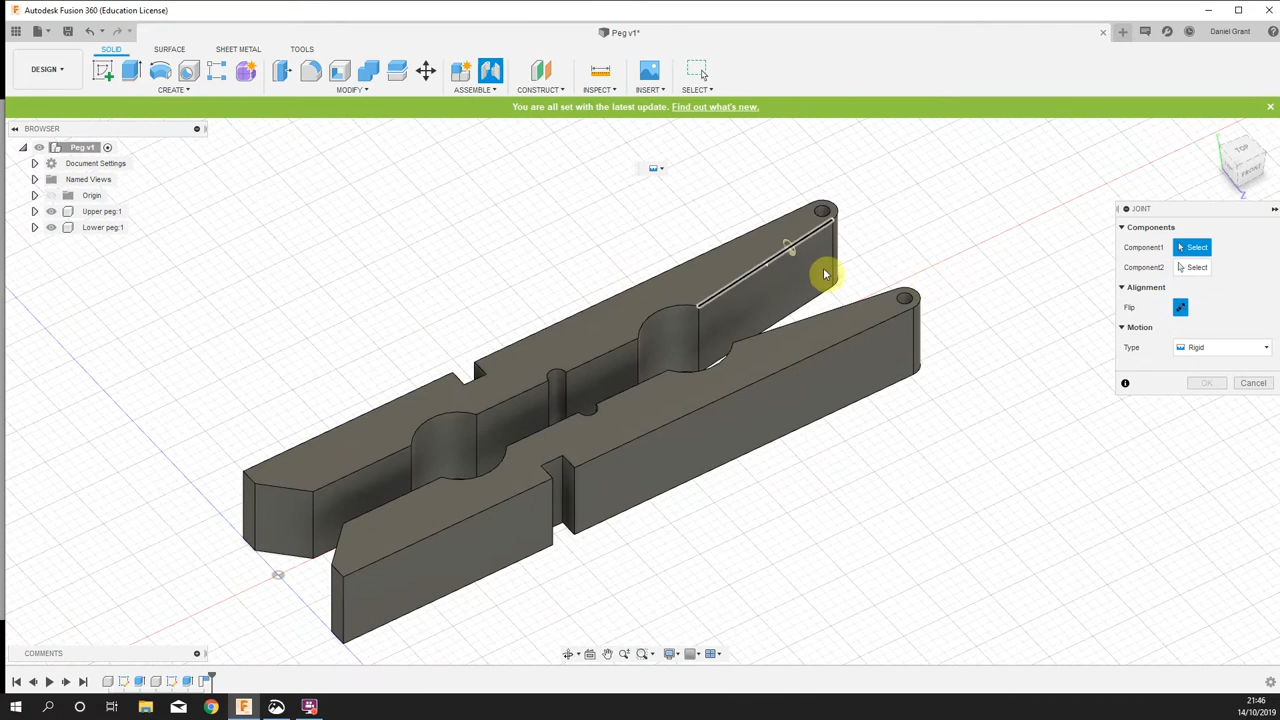 Autodesk Fusion 360 (Education License)
Peg v1*
Daniel Grant
SOLID SURFACE SHEET METAL TOOLS
DESIGN
CREATE MODIFY ASSEMBLE CONSTRUCT INSPECT INSERT SELECT
You are all set with the latest update. Find out what's new.
BROWSER
Peg v1
Document Settings
Named Views
Origin
Upper peg:1
Lower peg:1
TOP
FRONT
Z
JOINT
Components
Component1 Select
Component2 Select
Alignment
Flip
Motion
Type Rigid
OK Cancel
COMMENTS
21:46
14/10/2019